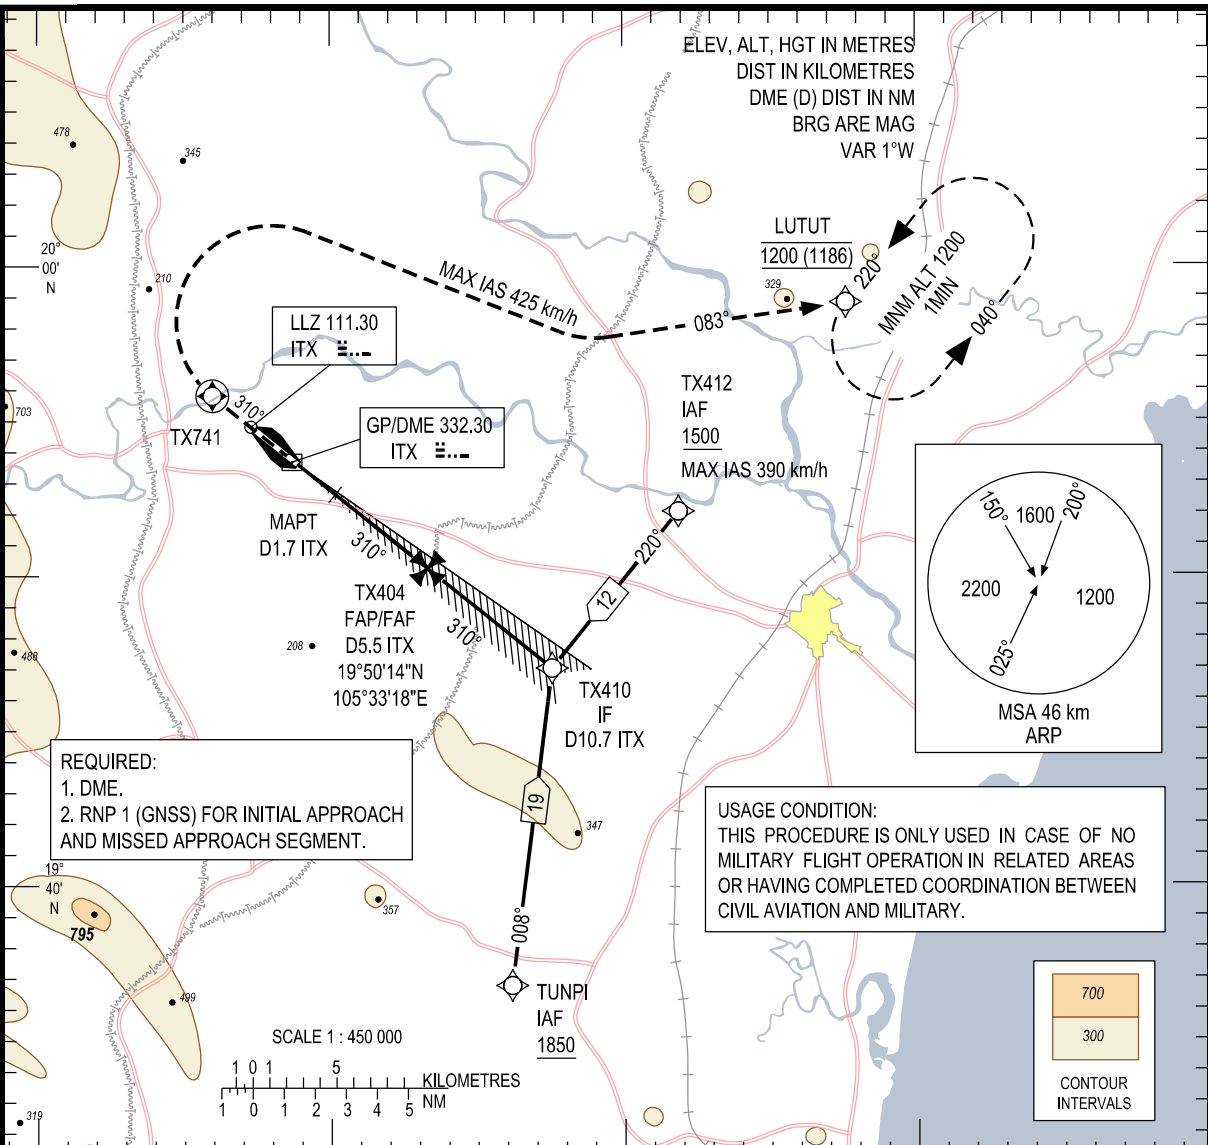 ELEV, ALT, HGT IN METRES
DIST IN KILOMETRES
DME (D) DIST IN NM
BRG ARE MAG
VAR 1°W
478
345
20°
00'
N
210
LUTUT
1200 (1186)
329
220°
MNM ALT 1200
1MIN
040°
MAX IAS 425 km/h
083°
LLZ 111.30
ITX
703
310°
TX741
GP/DME 332.30
ITX
TX412
IAF
1500
MAX IAS 390 km/h
MAPT
D1.7 ITX
310°
220°
12
TX404
FAP/FAF
D5.5 ITX
19°50'14"N
105°33'18"E
310°
208
488
TX410
IF
D10.7 ITX
150°
1600
200°
2200
1200
025°
MSA 46 km
ARP
REQUIRED:
1. DME.
2. RNP 1 (GNSS) FOR INITIAL APPROACH
AND MISSED APPROACH SEGMENT.
19
347
USAGE CONDITION:
THIS PROCEDURE IS ONLY USED IN CASE OF NO
MILITARY FLIGHT OPERATION IN RELATED AREAS
OR HAVING COMPLETED COORDINATION BETWEEN
CIVIL AVIATION AND MILITARY.
19°
40'
N
795
357
008°
499
TUNPI
IAF
1850
SCALE 1 : 450 000
1 0 1 5
KILOMETRES
1 0 1 2 3 4 5
NM
319
700
300
CONTOUR
INTERVALS